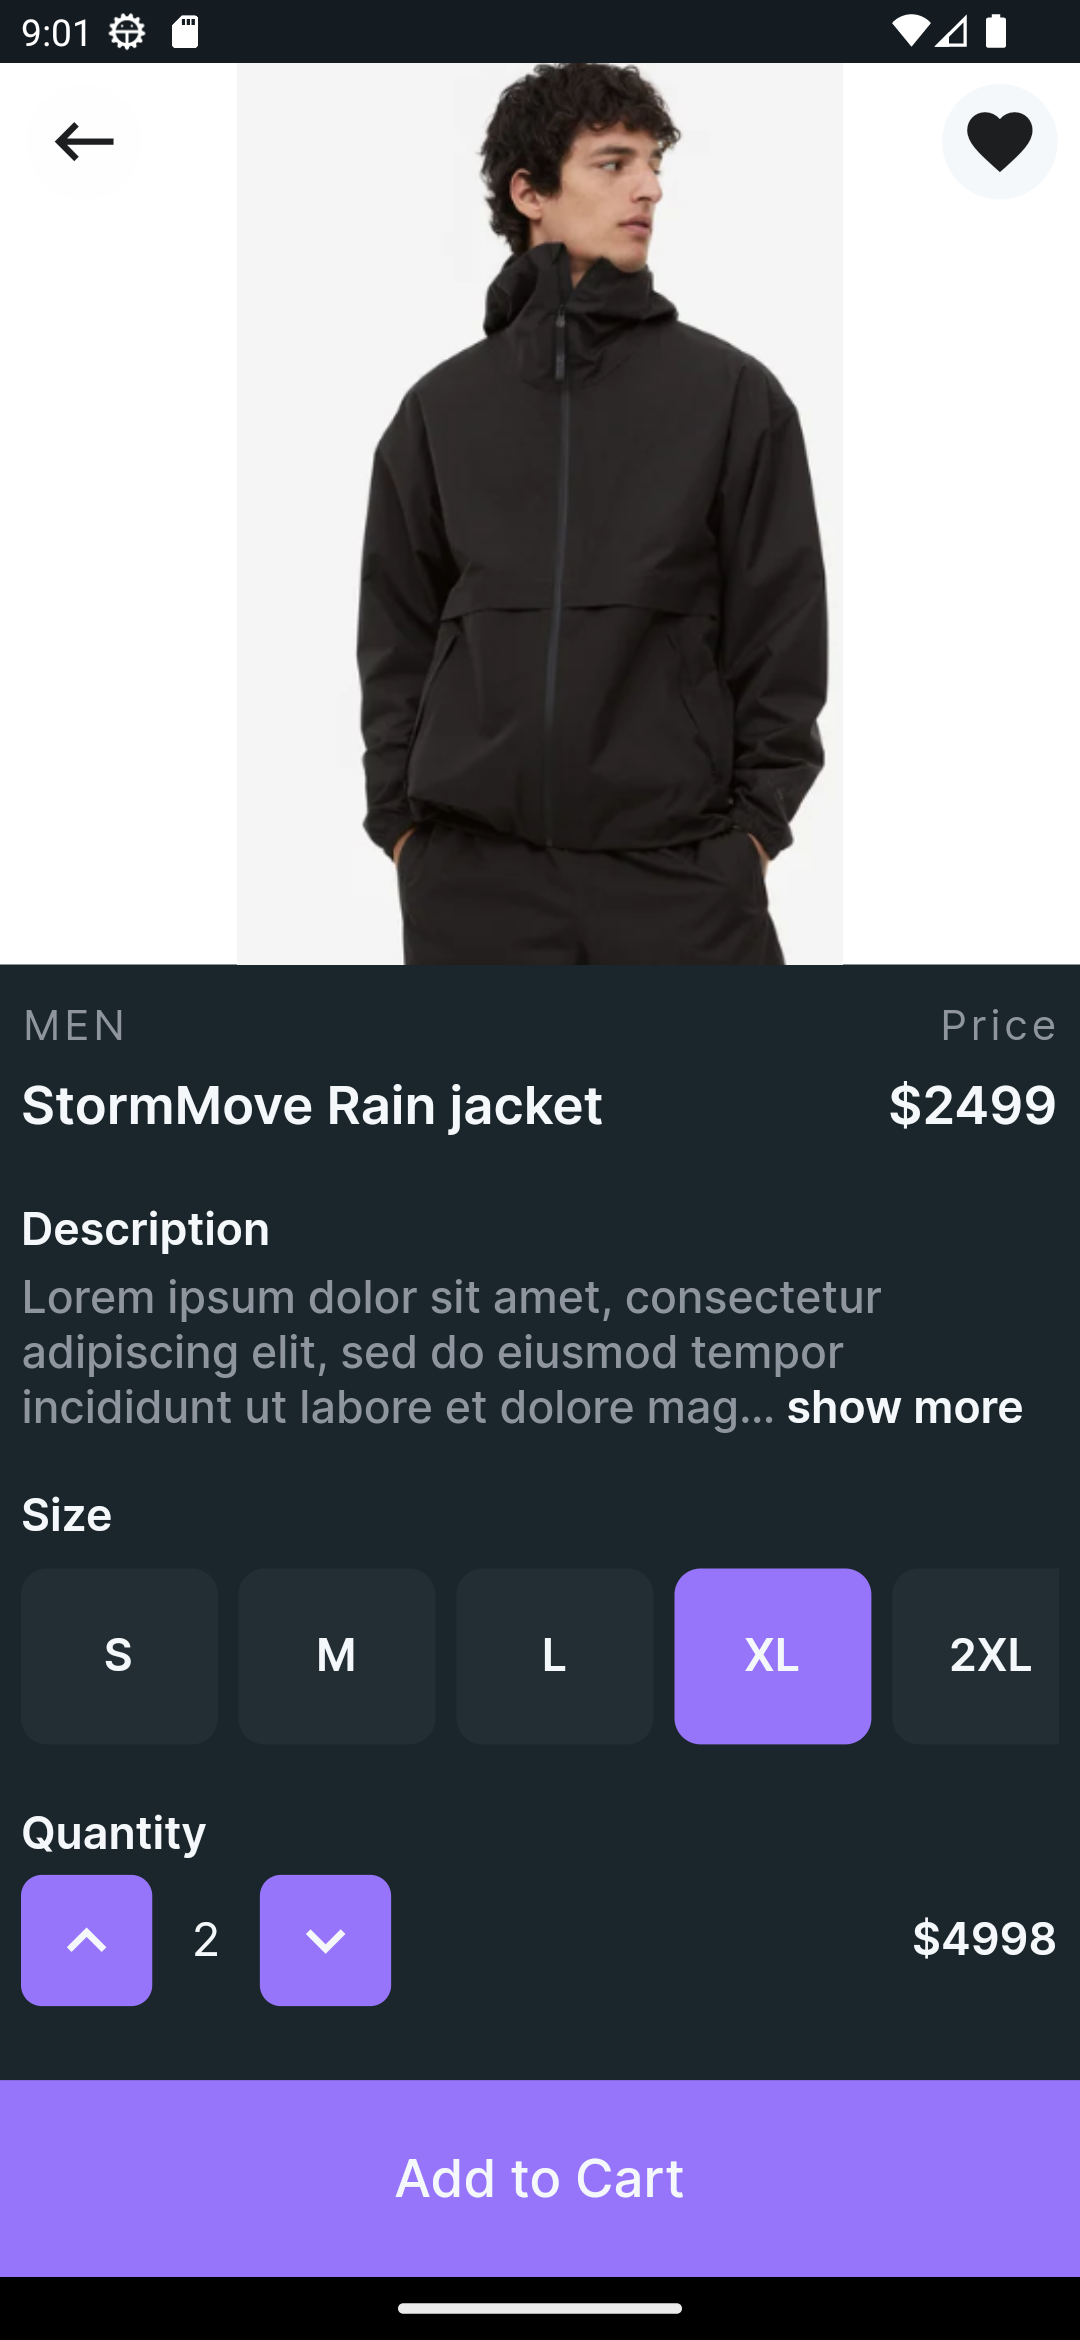 9:01
MEN
Price
StormMove Rain jacket
$2499
Description
Lorem ipsum dolor sit amet, consectetur
adipiscing elit, sed do eiusmod tempor
incididunt ut labore et dolore mag... show more
Size
S
M
L
XL
2XL
Quantity
2
$4998
Add to Cart